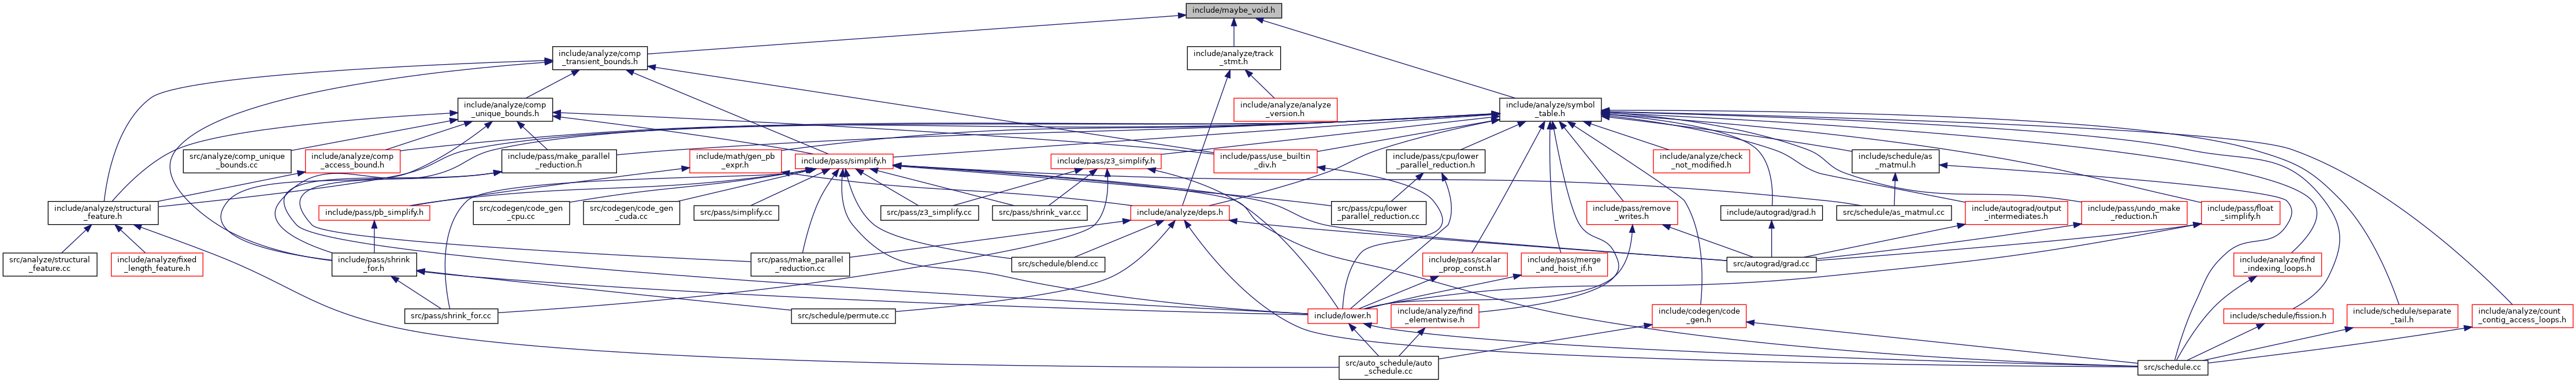 include/maybe_void.h
include/analyze/comp
_transient_bounds.h
include/analyze/track
_stmt.h
include/analyze/comp
_unique_bounds.h
include/analyze/analyze
_version.h
include/analyze/symbol
_table.h
src/analyze/comp_unique
_bounds.cc
include/analyze/comp
_access_bound.h
include/pass/make_parallel
_reduction.h
include/math/gen_pb
_expr.h
include/pass/simplify.h
include/pass/z3_simplify.h
include/pass/use_builtin
_div.h
include/pass/cpu/lower
_parallel_reduction.h
include/analyze/check
_not_modified.h
include/schedule/as
_matmul.h
include/analyze/structural
_feature.h
include/pass/pb_simplify.h
src/codegen/code_gen
_cpu.cc
src/codegen/code_gen
_cuda.cc
src/pass/simplify.cc
src/pass/z3_simplify.cc
src/pass/shrink_var.cc
include/analyze/deps.h
src/pass/cpu/lower
_parallel_reduction.cc
include/pass/remove
_writes.h
include/autograd/grad.h
src/schedule/as_matmul.cc
include/autograd/output
_intermediates.h
include/pass/undo_make
_reduction.h
include/pass/float
_simplify.h
src/analyze/structural
_feature.cc
include/analyze/fixed
_length_feature.h
include/pass/shrink
_for.h
src/pass/make_parallel
_reduction.cc
src/schedule/blend.cc
include/pass/scalar
_prop_const.h
include/pass/merge
_and_hoist_if.h
src/autograd/grad.cc
include/analyze/find
_indexing_loops.h
src/pass/shrink_for.cc
src/schedule/permute.cc
include/lower.h
include/analyze/find
_elementwise.h
include/codegen/code
_gen.h
include/schedule/fission.h
include/schedule/separate
_tail.h
include/analyze/count
_contig_access_loops.h
src/auto_schedule/auto
_schedule.cc
src/schedule.cc